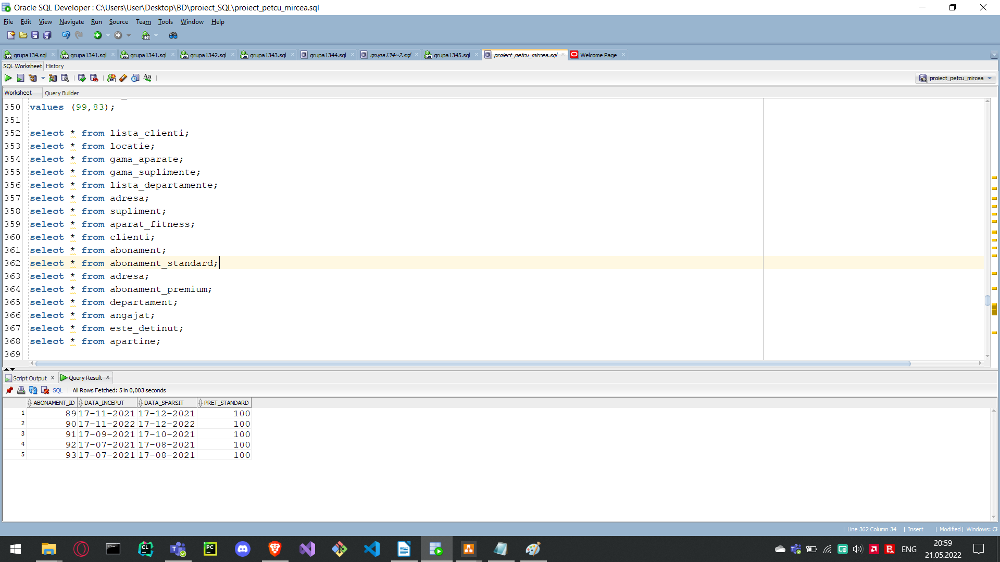 Oracle SQL Developer : C:\Users\User\Desktop\BD\proiect_SQL\proiect_petcu_mircea.sql
File Edit View Navigate Run Source Team Tools Window Help
grupa134.sql grupa1341.sql grupa1341.sql grupa1342.sql grupa1343.sql grupa1344.sql grupa134~2.sql grupa1345.sql proiect_petcu_mircea.sql Welcome Page
SQL Worksheet History
proiect_petcu_mircea
Worksheet Query Builder
350 values (99,83);
351
352 select * from lista_clienti;
353 select * from locatie;
354 select * from gama_aparate;
355 select * from gama_suplimente;
356 select * from lista_departamente;
357 select * from adresa;
358 select * from supliment;
359 select * from aparat_fitness;
360 select * from clienti;
361 select * from abonament;
362 select * from abonament_standard;
363 select * from adresa;
364 select * from abonament_premium;
365 select * from departament;
366 select * from angajat;
367 select * from este_detinut;
368 select * from apartine;
369
Script Output x Query Result x
SQL | All Rows Fetched: 5 in 0,003 seconds
ABONAMENT_ID DATA_INCEPUT DATA_SFARSIT PRET_STANDARD
1 89 17-11-2021 17-12-2021 100
2 90 17-11-2022 17-12-2022 100
3 91 17-09-2021 17-10-2021 100
4 92 17-07-2021 17-08-2021 100
5 93 17-07-2021 17-08-2021 100
| Line 362 Column 34 | Insert | Modified | Windows:
ENG
20:59
21.05.2022